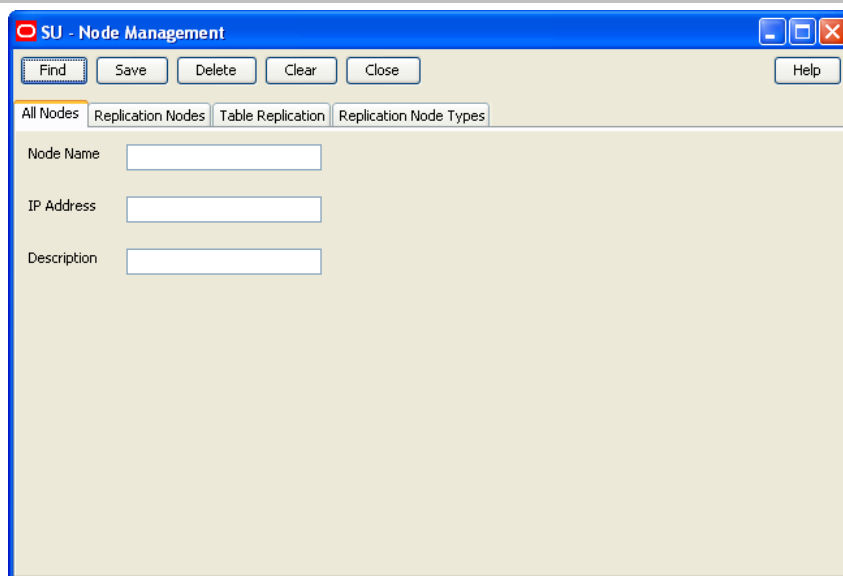 SU - Node Management
Find Save Delete Clear Close Help
All Nodes Replication Nodes Table Replication Replication Node Types
Node Name
IP Address
Description